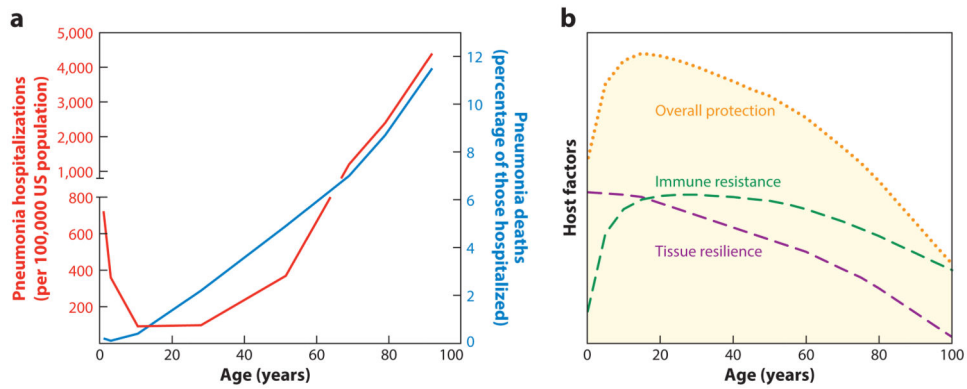 a
Pneumonia hospitalizations
(per 100,000 US population)
5,000
4,000
3,000
2,000
1,000
800
600
400
200
0
20
40
60
80
100
Age (years)
12
10
8
6
4
2
0
Pneumonia deaths
(percentage of those hospitalized)
b
Host factors
Overall protection
Immune resistance
Tissue resilience
0
20
40
60
80
100
Age (years)